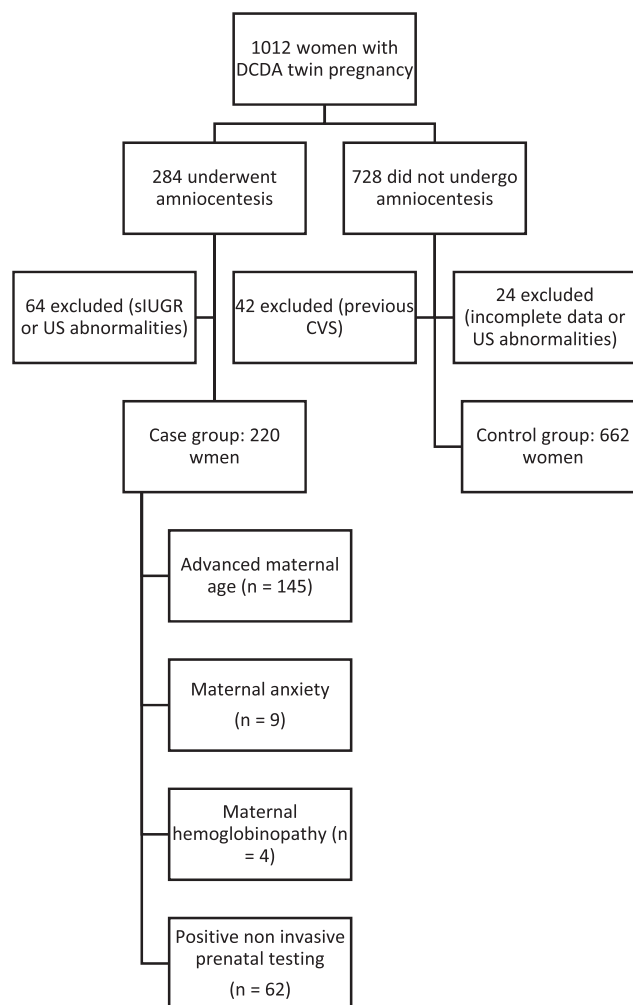 1012 women with
DCDA twin pregnancy
284 underwent
amniocentesis
728 did not undergo
amniocentesis
64 excluded (sIUGR
or US abnormalities)
42 excluded (previous
CVS)
24 excluded
(incomplete data or
US abnormalities)
Case group: 220
wmen
Control group: 662
women
Advanced maternal
age (n = 145)
Maternal anxiety
(n = 9)
Maternal
hemoglobinopathy (n
= 4)
Positive non invasive
prenatal testing
(n = 62)